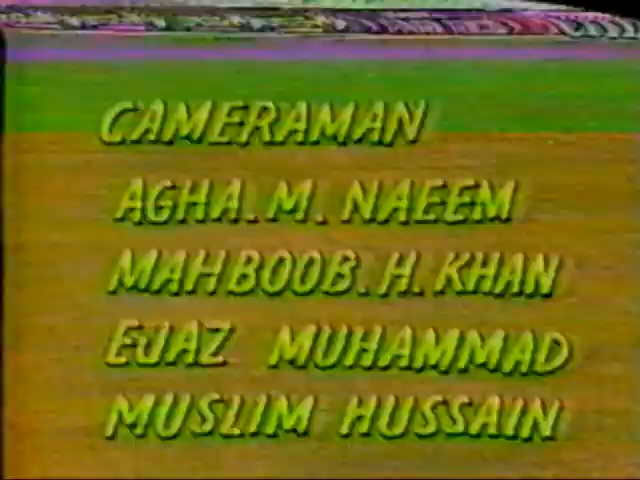 CAMERAMAN
AGHA. M. NAEEM
MAHBOOB. H. KHAN
EJAZ MUHAMMAD
MUSLIM HUSSAIN